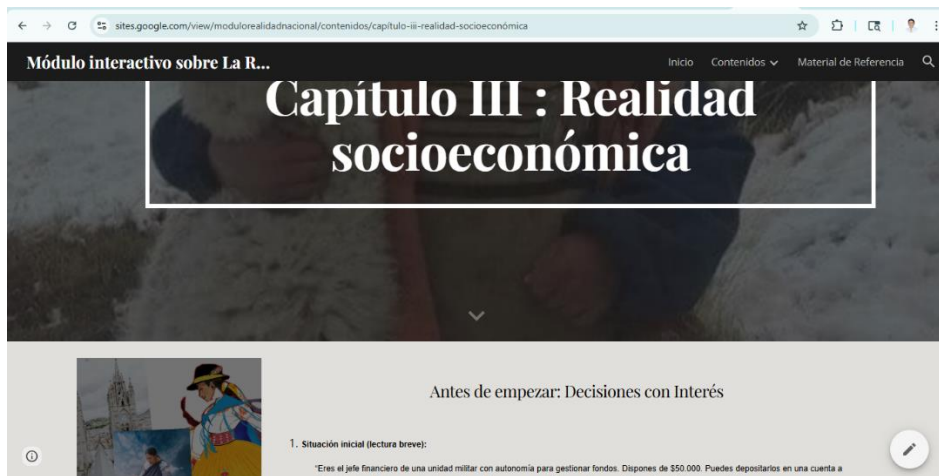 sites.google.com/view/modulorealidadnacional/contenidos/capítulo-iii-realidad-socioeconómica
Módulo interactivo sobre La R...
Inicio Contenidos Material de Referencia
Capítulo III : Realidad
socioeconómica
Antes de empezar: Decisiones con Interés
1. Situación inicial (lectura breve):
"Eres el jefe financiero de una unidad militar con autonomía para gestionar fondos. Dispones de $50.000. Puedes depositarlos en una cuenta a